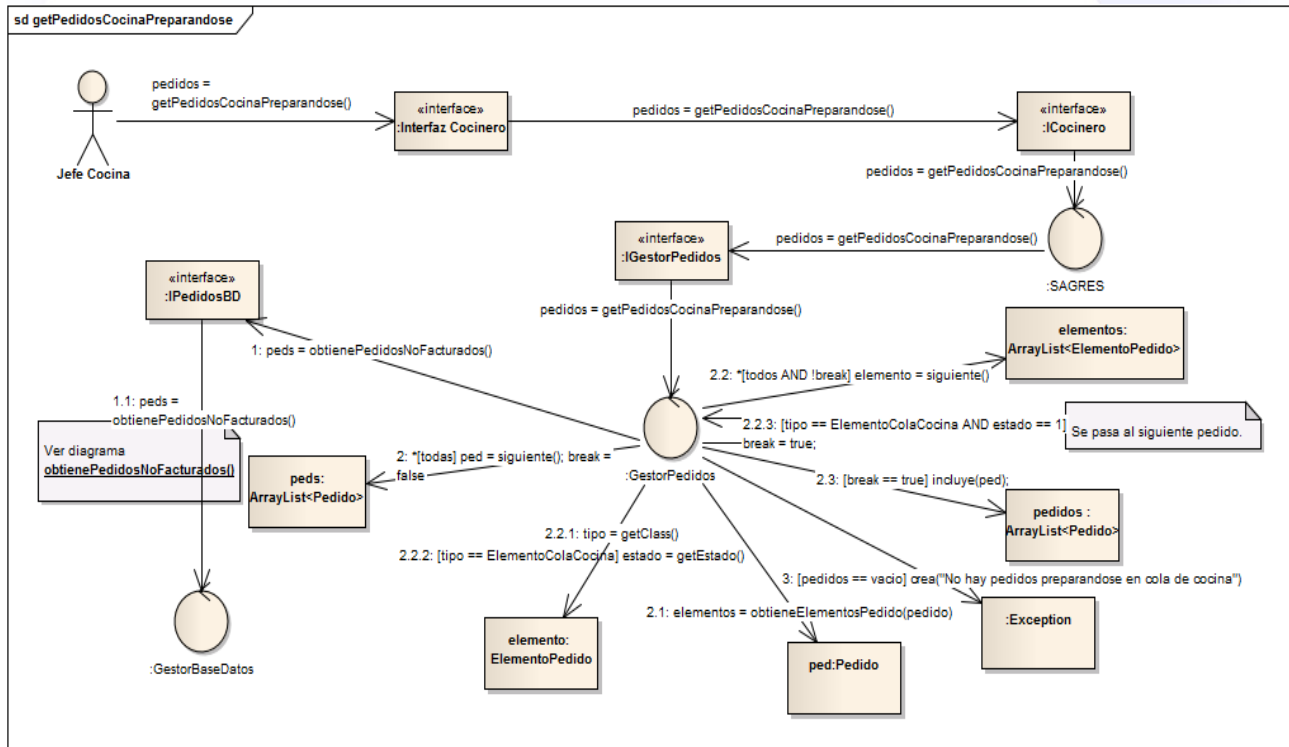 sd getPedidosCocinaPreparandose
pedidos =
getPedidosCocinaPreparandose()
Jefe Cocina
«interface»
:Interfaz Cocinero
pedidos = getPedidosCocinaPreparandose()
«interface»
:ICocinero
pedidos = getPedidosCocinaPreparandose()
:SAGRES
pedidos = getPedidosCocinaPreparandose()
«interface»
:IGestorPedidos
pedidos = getPedidosCocinaPreparandose()
«interface»
:IPedidosBD
1: peds = obtienePedidosNoFacturados()
1.1: peds =
obtienePedidosNoFacturados()
Ver diagrama
obtienePedidosNoFacturados()
:GestorBaseDatos
:GestorPedidos
2: *[todas] ped = siguiente(); break =
false
peds:
ArrayList<Pedido>
2.2: *[todos AND !break] elemento = siguiente()
elementos:
ArrayList<ElementoPedido>
2.2.3: [tipo == ElementoColaCocina AND estado == 1]
break = true;
Se pasa al siguiente pedido.
2.3: [break == true] incluye(ped);
pedidos :
ArrayList<Pedido>
2.2.1: tipo = getClass()
2.2.2: [tipo == ElementoColaCocina] estado = getEstado()
elemento:
ElementoPedido
3: [pedidos == vacio] crea("No hay pedidos preparandose en cola de cocina")
:Exception
2.1: elementos = obtieneElementosPedido(pedido)
ped:Pedido